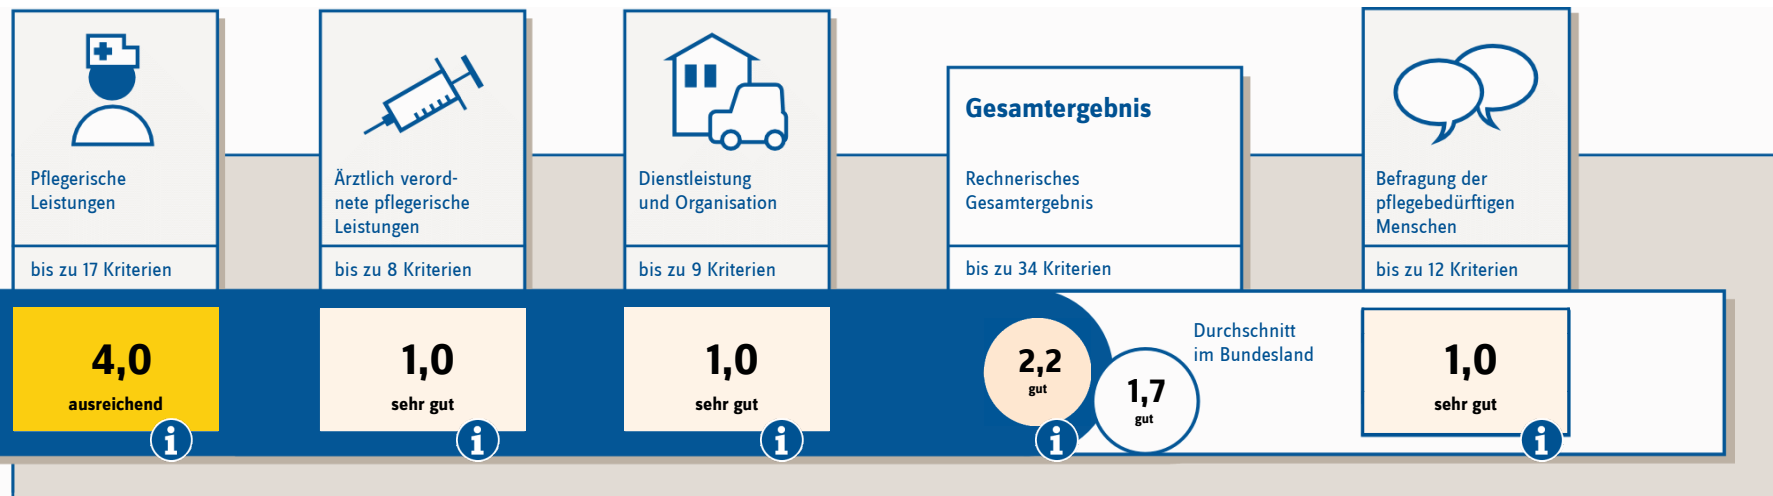 Pflegerische
Leistungen
bis zu 17 Kriterien
4,0
ausreichend
i
Ärztlich verord-
nete pflegerische
Leistungen
bis zu 8 Kriterien
1,0
sehr gut
i
Dienstleistung
und Organisation
bis zu 9 Kriterien
1,0
sehr gut
i
Gesamtergebnis
Rechnerisches
Gesamtergebnis
bis zu 34 Kriterien
2,2
gut
i
1,7
gut
Durchschnitt
im Bundesland
Befragung der
pflegebedürftigen
Menschen
bis zu 12 Kriterien
1,0
sehr gut
i